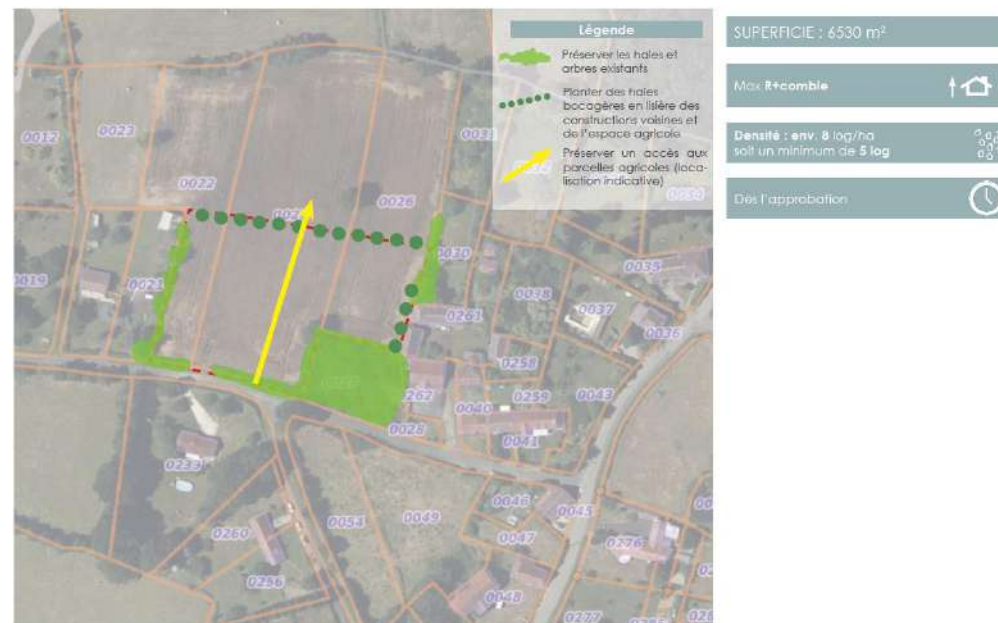 Légende
Préserver les haies et
arbres existants
Planter des haies
bocagères en lisière des
constructions voisines et
de l'espace agricole
Préserver un accès aux
parcelles agricoles (loca-
lisation indicative)
SUPERFICIE : 6530 m²
Max R+comble
Densité : env. 8 log/ha
soit un minimum de 5 log
Dès l'approbation
0012
0023
0022
0026
0034
0019
0021
0030
0035
0038
0037
0036
0261
0258
0262
0259
0043
0040
0028
0041
0233
0046
0045
0054
0049
0047
0276
0260
0256
0048
0277